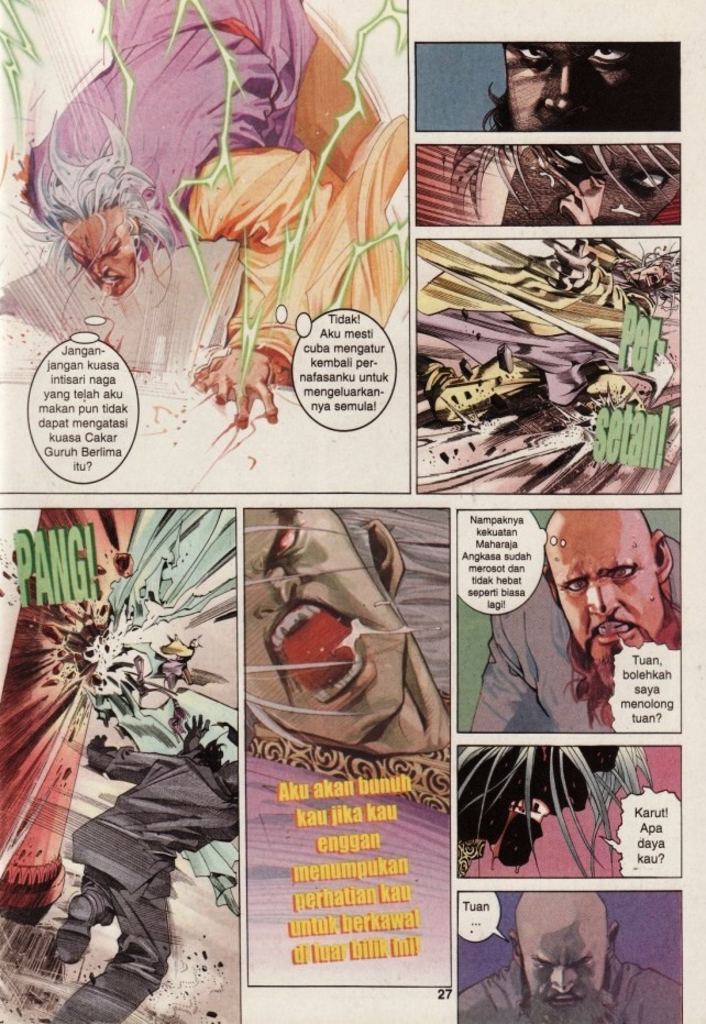 Jangan-
jangan kuasa
intisari naga
yang telah aku
makan pun tidak
dapat mengatasi
kuasa Cakar
Guruh Berlima
itu?
Tidak!
Aku mesti
cuba mengatur
kembali per-
nafasanku untuk
mengeluarkan-
nya semula!
Per-
setan!
PANG!
Aku akan bunuh
kau jika kau
enggan
menumpukan
perhatian kau
untuk berkawal
di luar bilik ini!
Nampaknya
kekuatan
Maharaja
Angkasa sudah
merosot dan
tidak hebat
seperti biasa
lagi!
Tuan,
bolehkah
saya
menolong
tuan?
Karut!
Apa
daya
kau?
Tuan
...
27